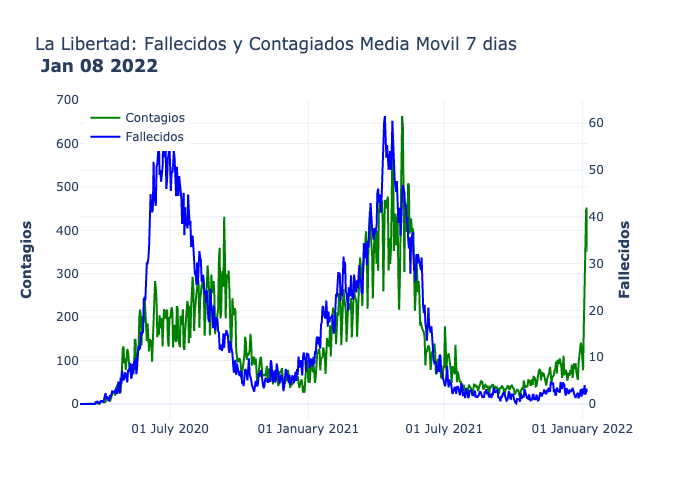 La Libertad: Fallecidos y Contagiados Media Movil 7 dias
Jan 08 2022
Contagios
Fallecidos
700
600
500
400
300
200
100
0
Contagios
60
50
40
30
20
10
0
Fallecidos
01 July 2020
01 January 2021
01 July 2021
01 January 2022